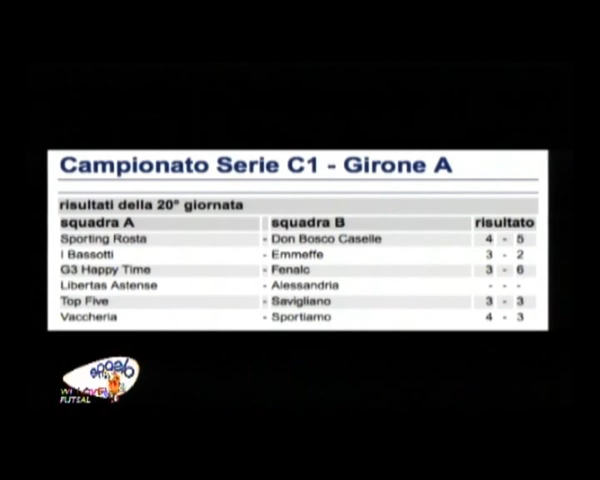 Campionato Serie C1 - Girone A
risultati della 20° giornata
squadra A squadra B risultato
Sporting Rosta - Don Bosco Caselle 4 - 5
I Bassotti - Emmeffe 3 - 2
G3 Happy Time - Fenalc 3 - 6
Libertas Astense - Alessandria - - -
Top Five - Savigliano 3 - 3
Vaccheria - Sportiamo 4 - 3
FUTSAL